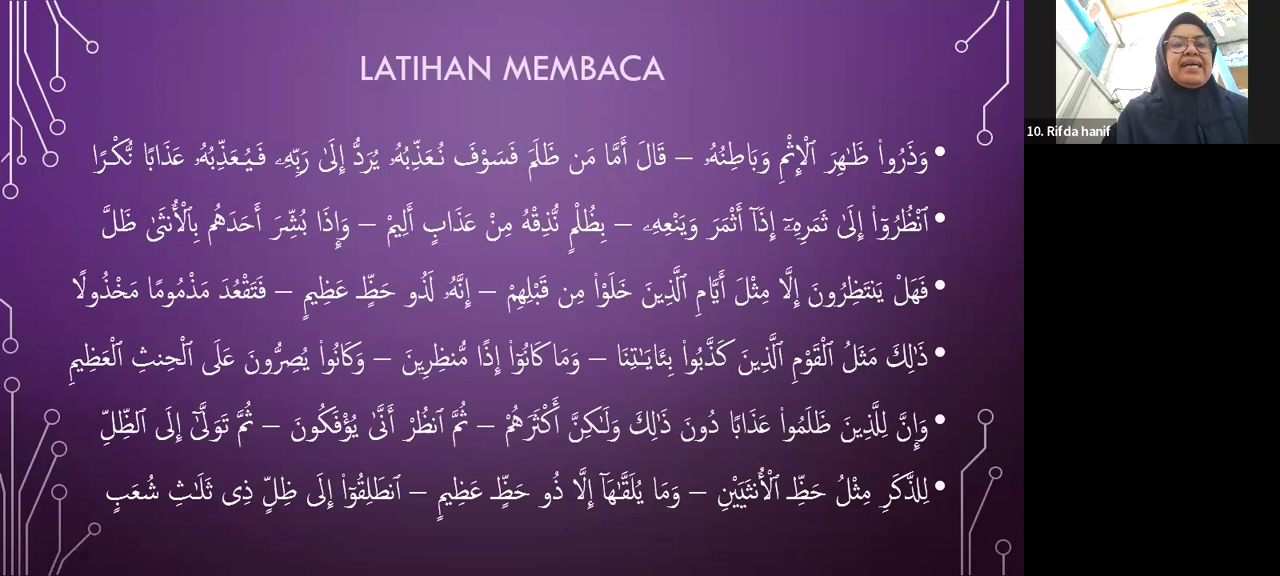 LATIHAN MEMBACA
وَذَرُوا۟ ظَـٰهِرَ ٱلْإِثْمِ وَبَاطِنَهُۥ – قَالَ أَمَّا مَن ظَلَمَ فَسَوْفَ نُعَذِّبُهُۥ يُرَدُّ إِلَىٰ رَبِّهِۦ فَيُعَذِّبُهُۥ عَذَابًا نُّكْرًا
ٱنْظُرُوٓا۟ إِلَىٰ ثَمَرِهِۦٓ إِذَآ أَثْمَرَ وَيَنْعِهِۦ – بِظُلْمٍ نُّذِقْهُ مِنْ عَذَابٍ أَلِيمٍ – وَإِذَا بُشِّرَ أَحَدَهُم بِٱلْأُنثَىٰ ظَلَّ
فَهَلْ يَنتَظِرُونَ إِلَّا مِثْلَ أَيَّامِ ٱلَّذِينَ خَلَوْا۟ مِن قَبْلِهِمْ – إِنَّهُۥ لَذُو حَظٍّ عَظِيمٍ – فَتَقْعُدَ مَذْمُومًا مَخْذُولًا
ذَٰلِكَ مَثَلُ ٱلْقَوْمِ ٱلَّذِينَ كَذَّبُوا۟ بِـَٔايَـٰتِنَا – وَمَا كَانُوٓا۟ إِذًا مُّنظَرِينَ – وَكَانُوا۟ يُصِرُّونَ عَلَى ٱلْحِنثِ ٱلْعَظِيمِ
وَإِنَّ لِلَّذِينَ ظَلَمُوا۟ عَذَابًا دُونَ ذَٰلِكَ وَلَـٰكِنَّ أَكْثَرَهُمْ – ثُمَّ ٱنظُرْ أَنَّىٰ يُؤْفَكُونَ – ثُمَّ تَوَلَّىٰٓ إِلَى ٱلظِّلِّ
لِلذَّكَرِ مِثْلُ حَظِّ ٱلْأُنثَيَيْنِ – وَمَا يُلَقَّىٰهَآ إِلَّا ذُو حَظٍّ عَظِيمٍ – ٱنطَلِقُوٓا۟ إِلَى ظِلٍّ ذِى ثَلَـٰثِ شُعَبٍ
10. Rifda hanif